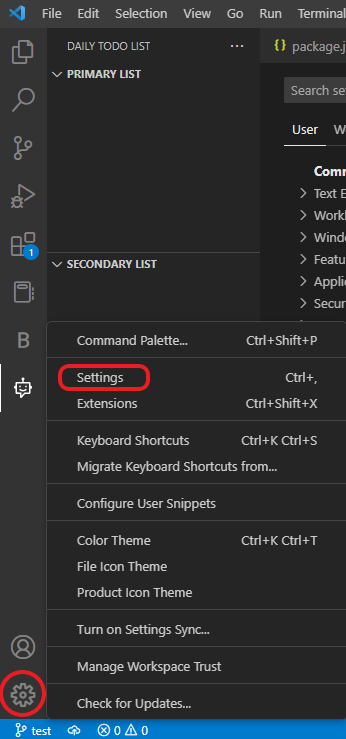 File Edit Selection View Go Run Terminal
DAILY TODO LIST ...
package.j
PRIMARY LIST
Search set
User W
Comm
Text E
Workb
Windo
Featu
Applic
Secur
1
SECONDARY LIST
B
Command Palette... Ctrl+Shift+P
Settings Ctrl+,
Extensions Ctrl+Shift+X
Keyboard Shortcuts Ctrl+K Ctrl+S
Migrate Keyboard Shortcuts from...
Configure User Snippets
Color Theme Ctrl+K Ctrl+T
File Icon Theme
Product Icon Theme
Turn on Settings Sync...
Manage Workspace Trust
Check for Updates...
test 0 0